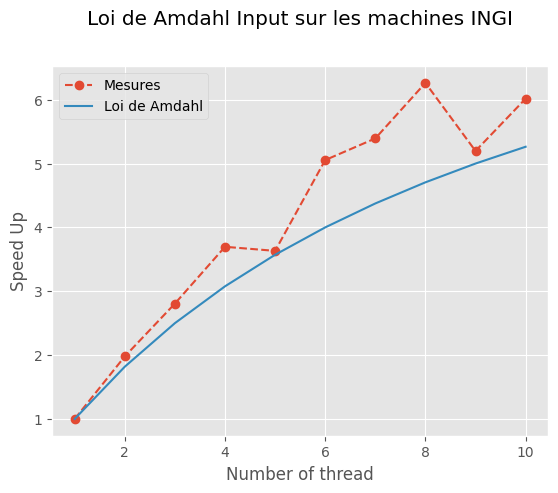 Loi de Amdahl Input sur les machines INGI
Mesures
Loi de Amdahl
Speed Up
6
5
4
3
2
1
2
4
6
8
10
Number of thread